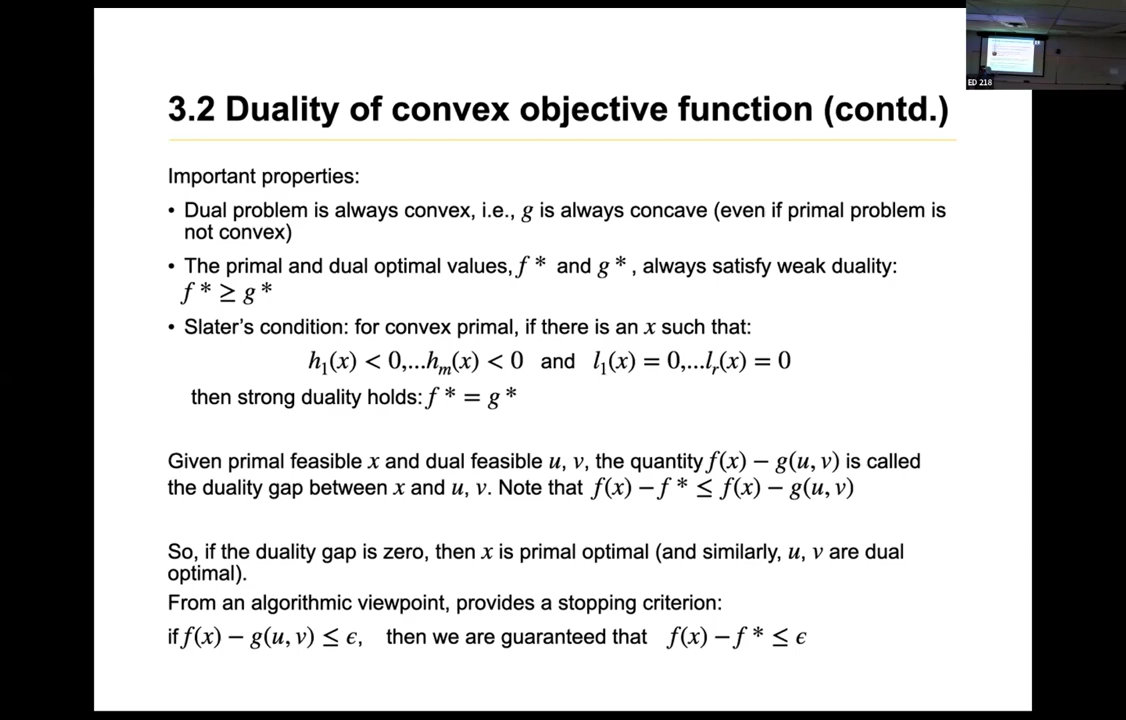 ED 218
3.2 Duality of convex objective function (contd.)
Important properties:
• Dual problem is always convex, i.e., g is always concave (even if primal problem is
not convex)
• The primal and dual optimal values, f * and g * , always satisfy weak duality:
f * ≥ g *
• Slater’s condition: for convex primal, if there is an x such that:
h₁(x) < 0,...hₘ(x) < 0 and l₁(x) = 0,...lᵣ(x) = 0
then strong duality holds: f * = g *
Given primal feasible x and dual feasible u, v, the quantity f(x) − g(u, v) is called
the duality gap between x and u, v. Note that f(x) − f * ≤ f(x) − g(u, v)
So, if the duality gap is zero, then x is primal optimal (and similarly, u, v are dual
optimal).
From an algorithmic viewpoint, provides a stopping criterion:
if f(x) − g(u, v) ≤ ϵ, then we are guaranteed that f(x) − f * ≤ ϵ